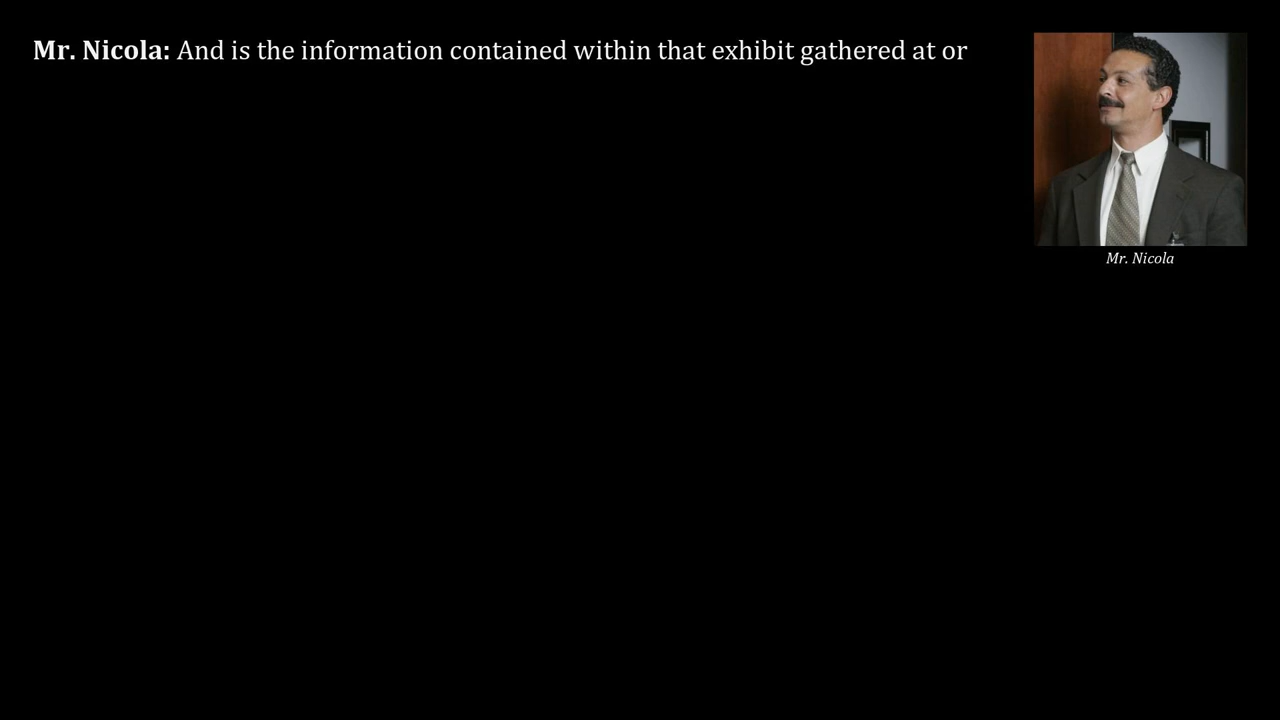 Mr. Nicola: And is the information contained within that exhibit gathered at or
Mr. Nicola